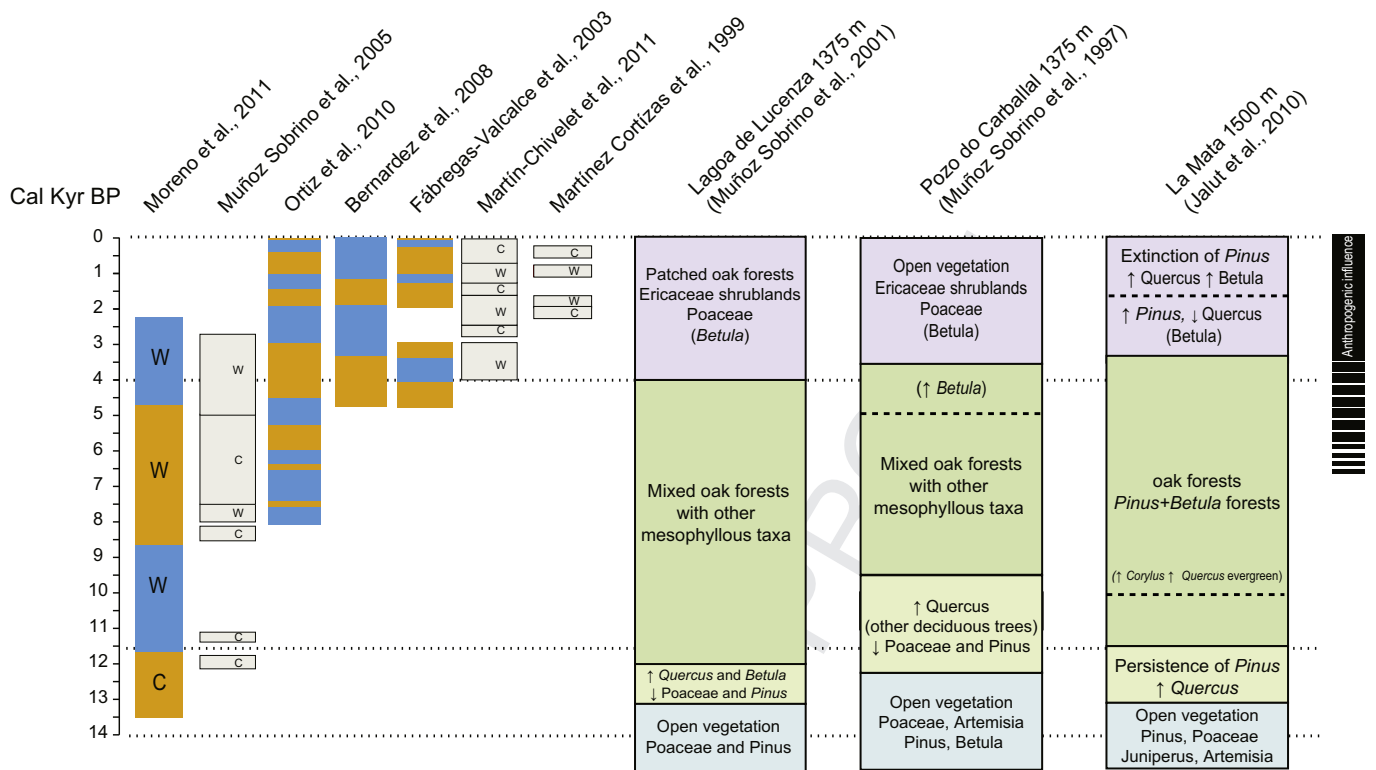 Moreno et al., 2011
Muñoz Sobrino et al., 2005
Ortiz et al., 2010
Bernardez et al., 2008
Fábregas-Valcalce et al., 2003
Martín-Chivelet et al., 2011
Martínez Cortízas et al., 1999
Lagoa de Lucenza 1375 m
(Muñoz Sobrino et al., 2001)
Pozo do Carballal 1375 m
(Muñoz Sobrino et al., 1997)
La Mata 1500 m
(Jalut et al., 2010)
Cal Kyr BP
0
1
2
3
4
5
6
7
8
9
10
11
12
13
14
W
W
W
C
W
C
W
C
C
C
C
W
C
W
C
W
C
W
W
C
Patched oak forests
Ericaceae shrublands
Poaceae
(Betula)
Mixed oak forests
with other
mesophyllous taxa
↑ Quercus and Betula
↓ Poaceae and Pinus
Open vegetation
Poaceae and Pinus
Open vegetation
Ericaceae shrublands
Poaceae
(Betula)
(↑ Betula)
Mixed oak forests
with other
mesophyllous taxa
↑ Quercus
(other deciduous trees)
↓ Poaceae and Pinus
Open vegetation
Poaceae, Artemisia
Pinus, Betula
Extinction of Pinus
↑ Quercus ↑ Betula
↑ Pinus, ↓ Quercus
(Betula)
oak forests
Pinus+Betula forests
(↑ Corylus ↑ Quercus evergreen)
Persistence of Pinus
↑ Quercus
Open vegetation
Pinus, Poaceae
Juniperus, Artemisia
Anthropogenic influence